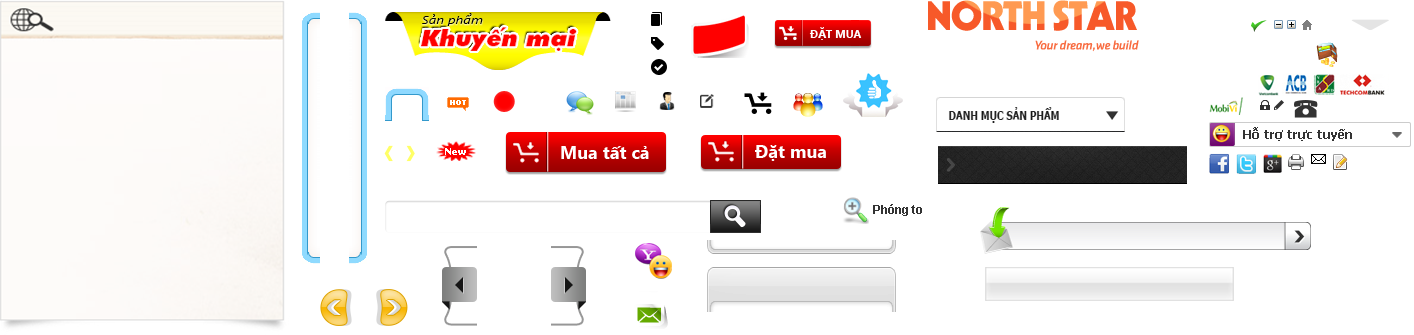 Sản phẩm
Khuyến mại
ĐẶT MUA
NORTH STAR
Your dream,we build
HOT
DANH MỤC SẢN PHẨM
ACB
TECHCOMBANK
MobiVi
Hỗ trợ trực tuyến
New
Mua tất cả
Đặt mua
Phóng to